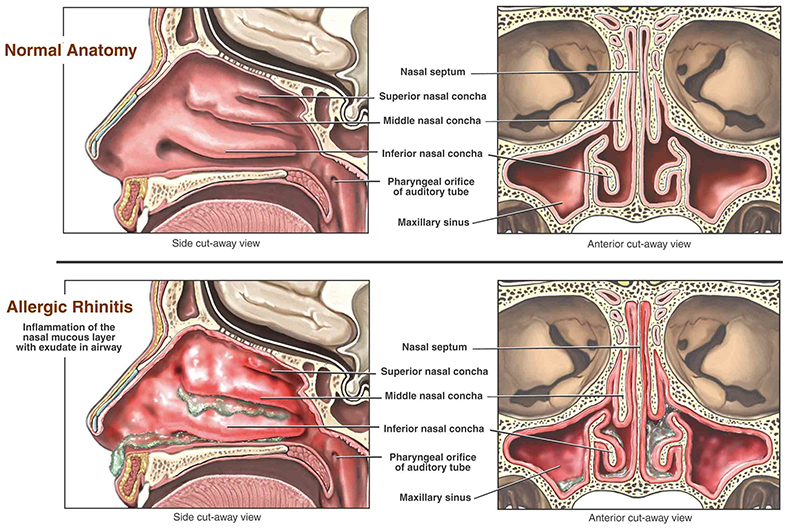 Normal Anatomy
Nasal septum
Superior nasal concha
Middle nasal concha
Inferior nasal concha
Pharyngeal orifice
of auditory tube
Maxillary sinus
Side cut-away view
Anterior cut-away view
Allergic Rhinitis
Inflammation of the
nasal mucous layer
with exudate in airway
Nasal septum
Superior nasal concha
Middle nasal concha
Inferior nasal concha
Pharyngeal orifice
of auditory tube
Maxillary sinus
Side cut-away view
Anterior cut-away view